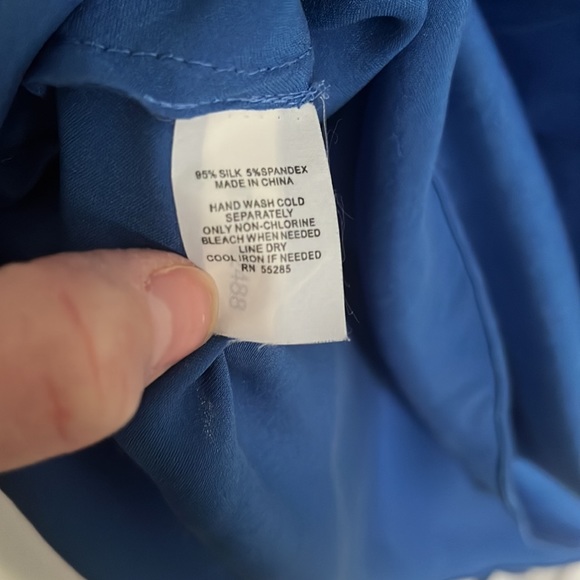 95% SILK 5%SPANDEX
MADE IN CHINA
HAND WASH COLD
SEPARATELY
ONLY NON-CHLORINE
BLEACH WHEN NEEDED
LINE DRY
COOL IRON IF NEEDED
RN 55285
488